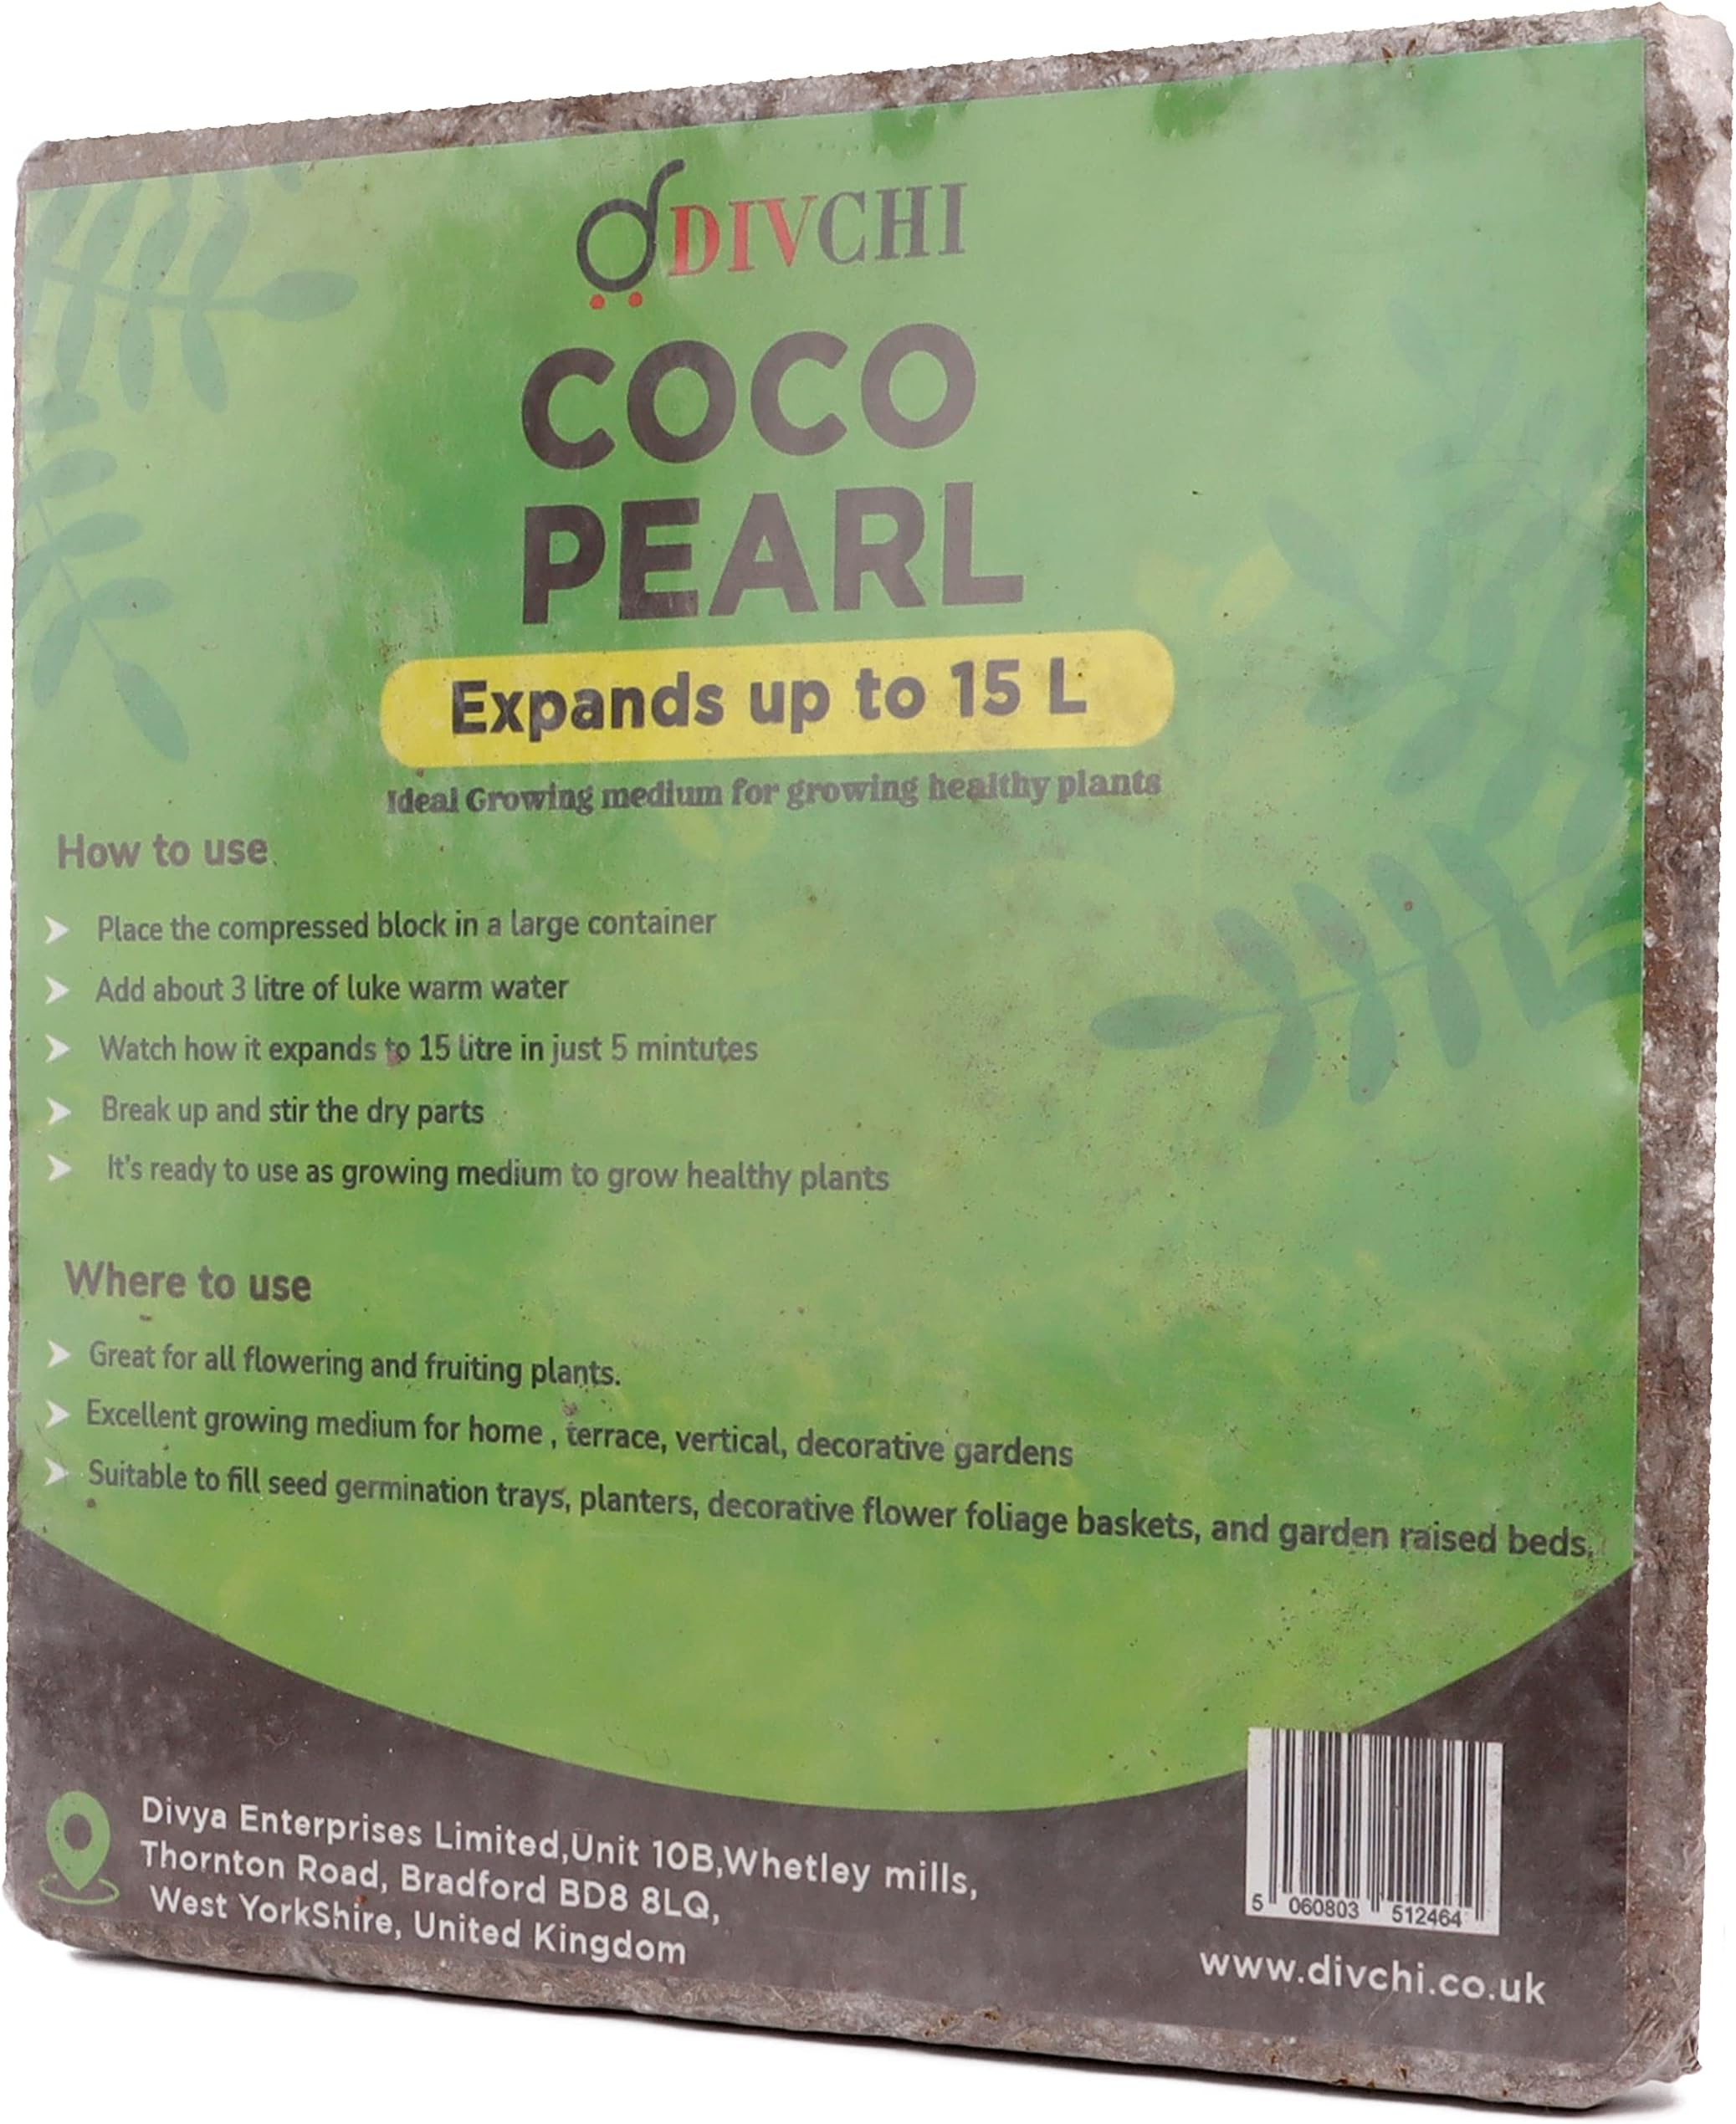 DIVCHI
COCO
PEARL
Expands up to 15 L
Ideal Growing medium for growing healthy plants
How to use
Place the compressed block in a large container
Add about 3 litre of luke warm water
Watch how it expands to 15 litre in just 5 mintutes
Break up and stir the dry parts
It's ready to use as growing medium to grow healthy plants
Where to use
Great for all flowering and fruiting plants.
Excellent growing medium for home , terrace, vertical, decorative gardens
Suitable to fill seed germination trays, planters, decorative flower foliage baskets, and garden raised beds,
Divya Enterprises Limited,Unit 10B,Whetley mills,
Thornton Road, Bradford BD8 8LQ,
West YorkShire, United Kingdom
5 060803 512464
www.divchi.co.uk